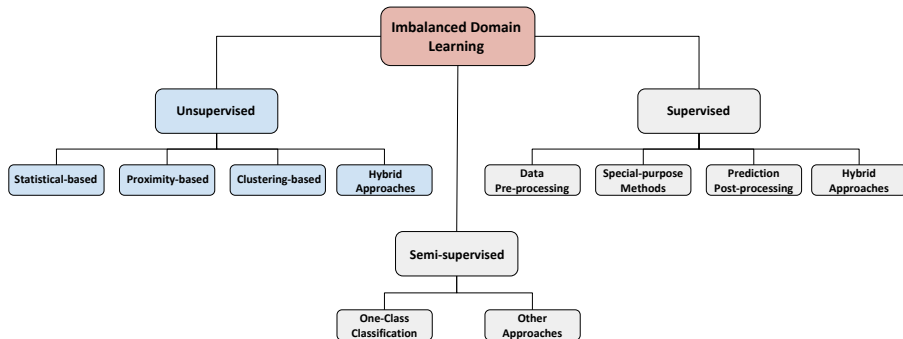 Imbalanced Domain
Learning
Unsupervised
Supervised
Statistical-based
Proximity-based
Clustering-based
Hybrid
Approaches
Data
Pre-processing
Special-purpose
Methods
Prediction
Post-processing
Hybrid
Approaches
Semi-supervised
One-Class
Classification
Other
Approaches